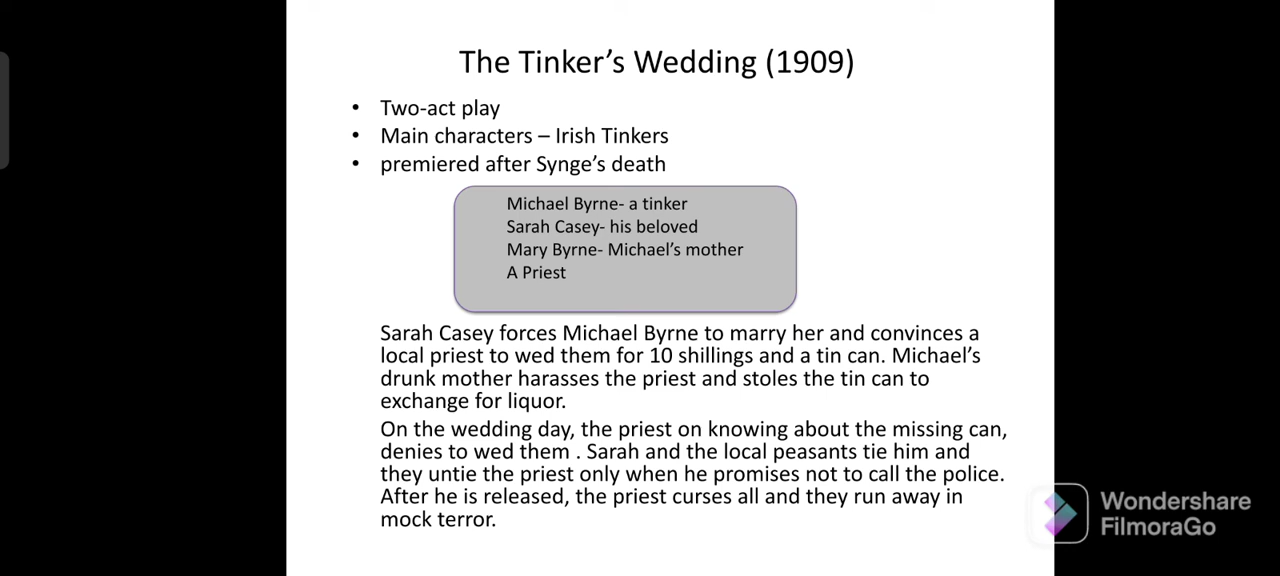 The Tinker's Wedding (1909)
• Two-act play
• Main characters – Irish Tinkers
• premiered after Synge's death
Michael Byrne- a tinker
Sarah Casey- his beloved
Mary Byrne- Michael's mother
A Priest
Sarah Casey forces Michael Byrne to marry her and convinces a
local priest to wed them for 10 shillings and a tin can. Michael's
drunk mother harasses the priest and stoles the tin can to
exchange for liquor.
On the wedding day, the priest on knowing about the missing can,
denies to wed them . Sarah and the local peasants tie him and
they untie the priest only when he promises not to call the police.
After he is released, the priest curses all and they run away in
mock terror.
Wondershare
FilmoraGo